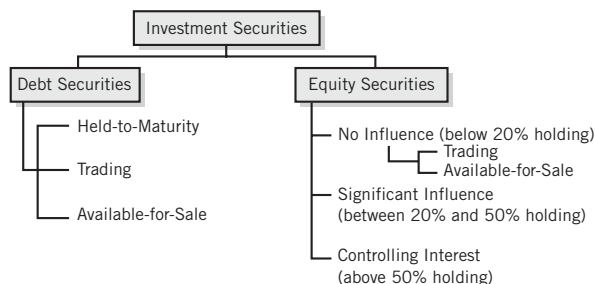 Investment Securities
Debt Securities
Held-to-Maturity
Trading
Available-for-Sale
Equity Securities
No Influence (below 20% holding)
Trading
Available-for-Sale
Significant Influence
(between 20% and 50% holding)
Controlling Interest
(above 50% holding)